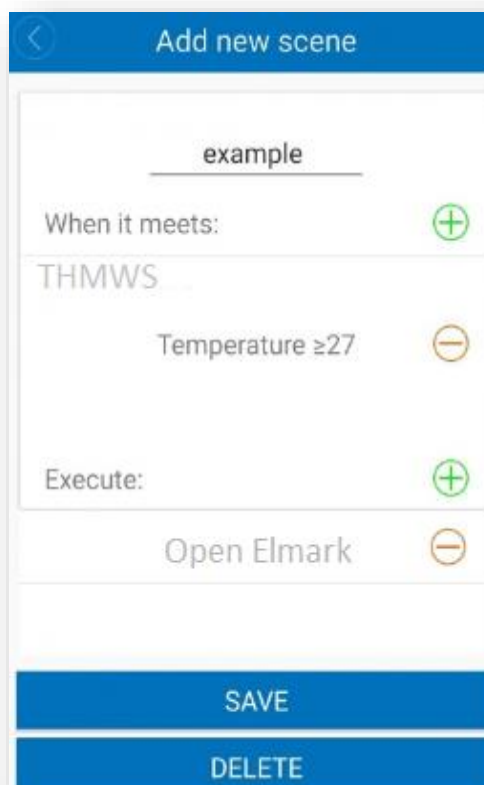 Add new scene
example
When it meets:
THMWS
Temperature ≥27
Execute:
Open Elmark
SAVE
DELETE